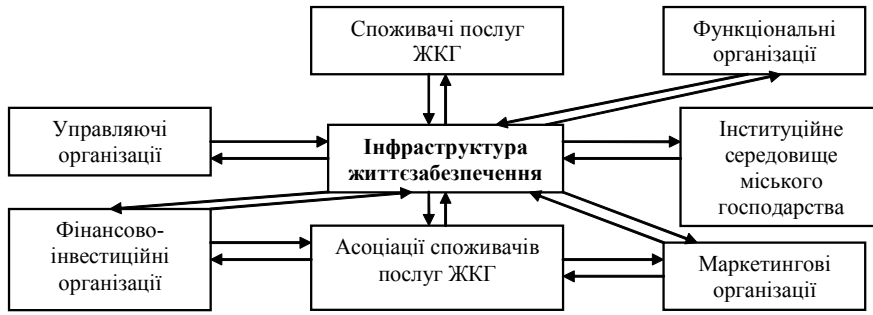 Споживачі послуг
ЖКГ
Функціональні
організації
Управляючі
організації
Інфраструктура
життєзабезпечення
Інституційне
середовище
міського
господарства
Фінансово-
інвестиційні
організації
Асоціації споживачів
послуг ЖКГ
Маркетингові
організації